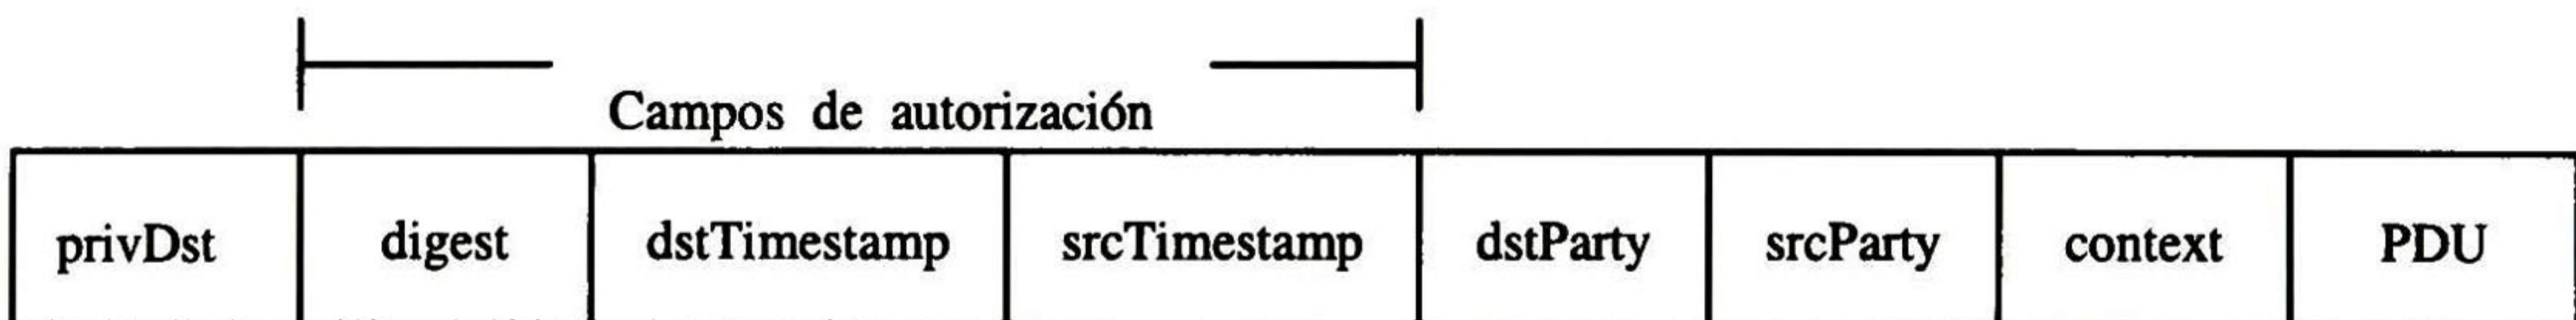 Campos de autorización
privDst digest dstTimestamp srcTimestamp dstParty srcParty context PDU